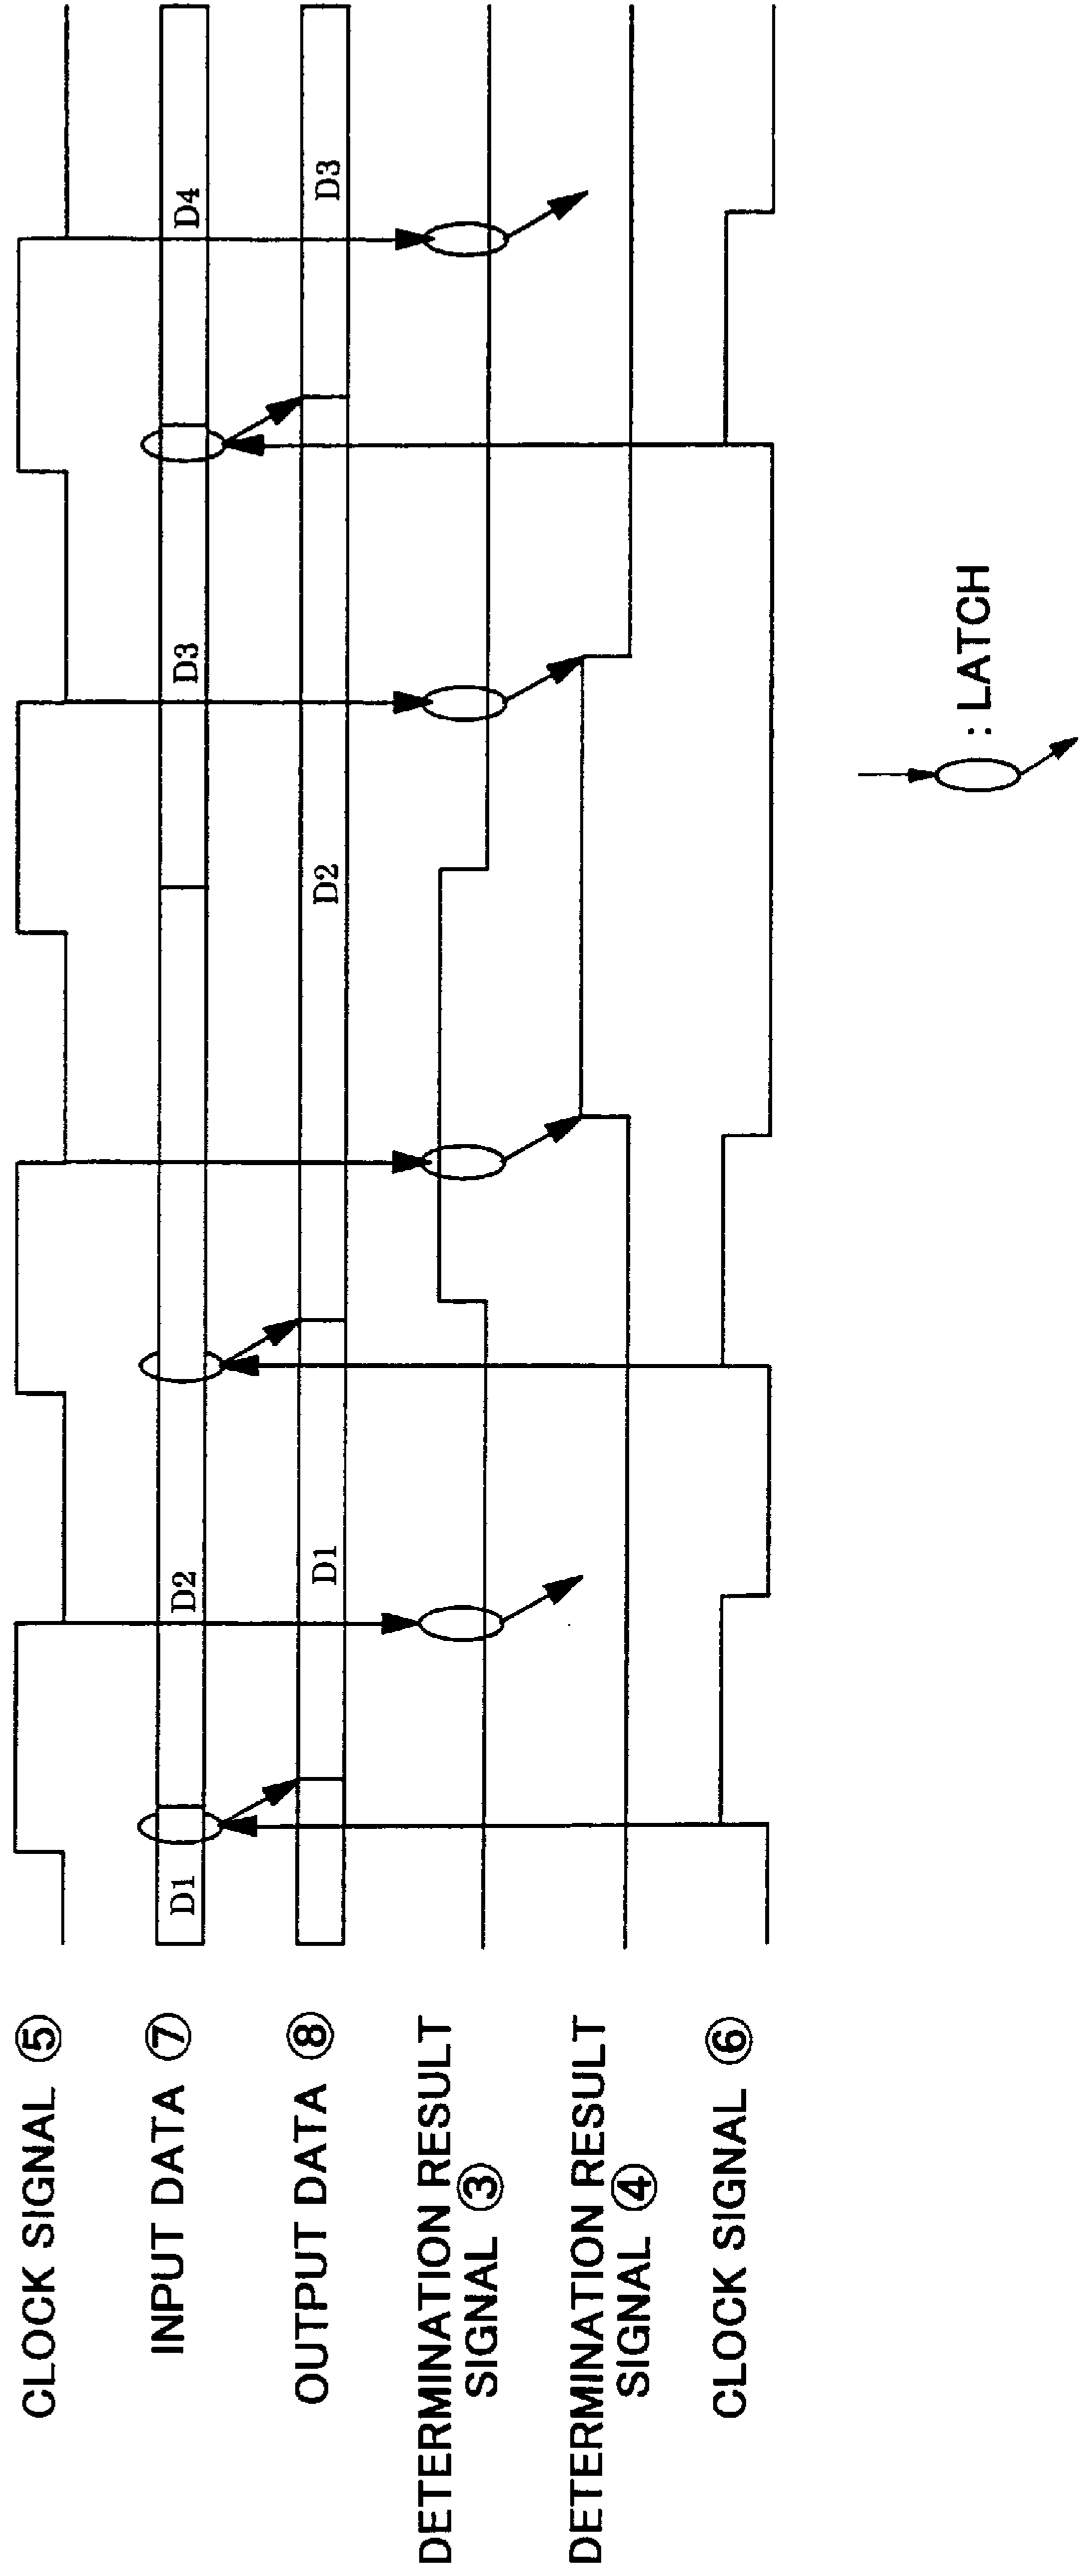 CLOCK SIGNAL ⑤
INPUT DATA ⑦
D1
D2
D3
D4
OUTPUT DATA ⑧
D1
D2
D3
DETERMINATION RESULT
SIGNAL ③
DETERMINATION RESULT
SIGNAL ④
CLOCK SIGNAL ⑥
: LATCH